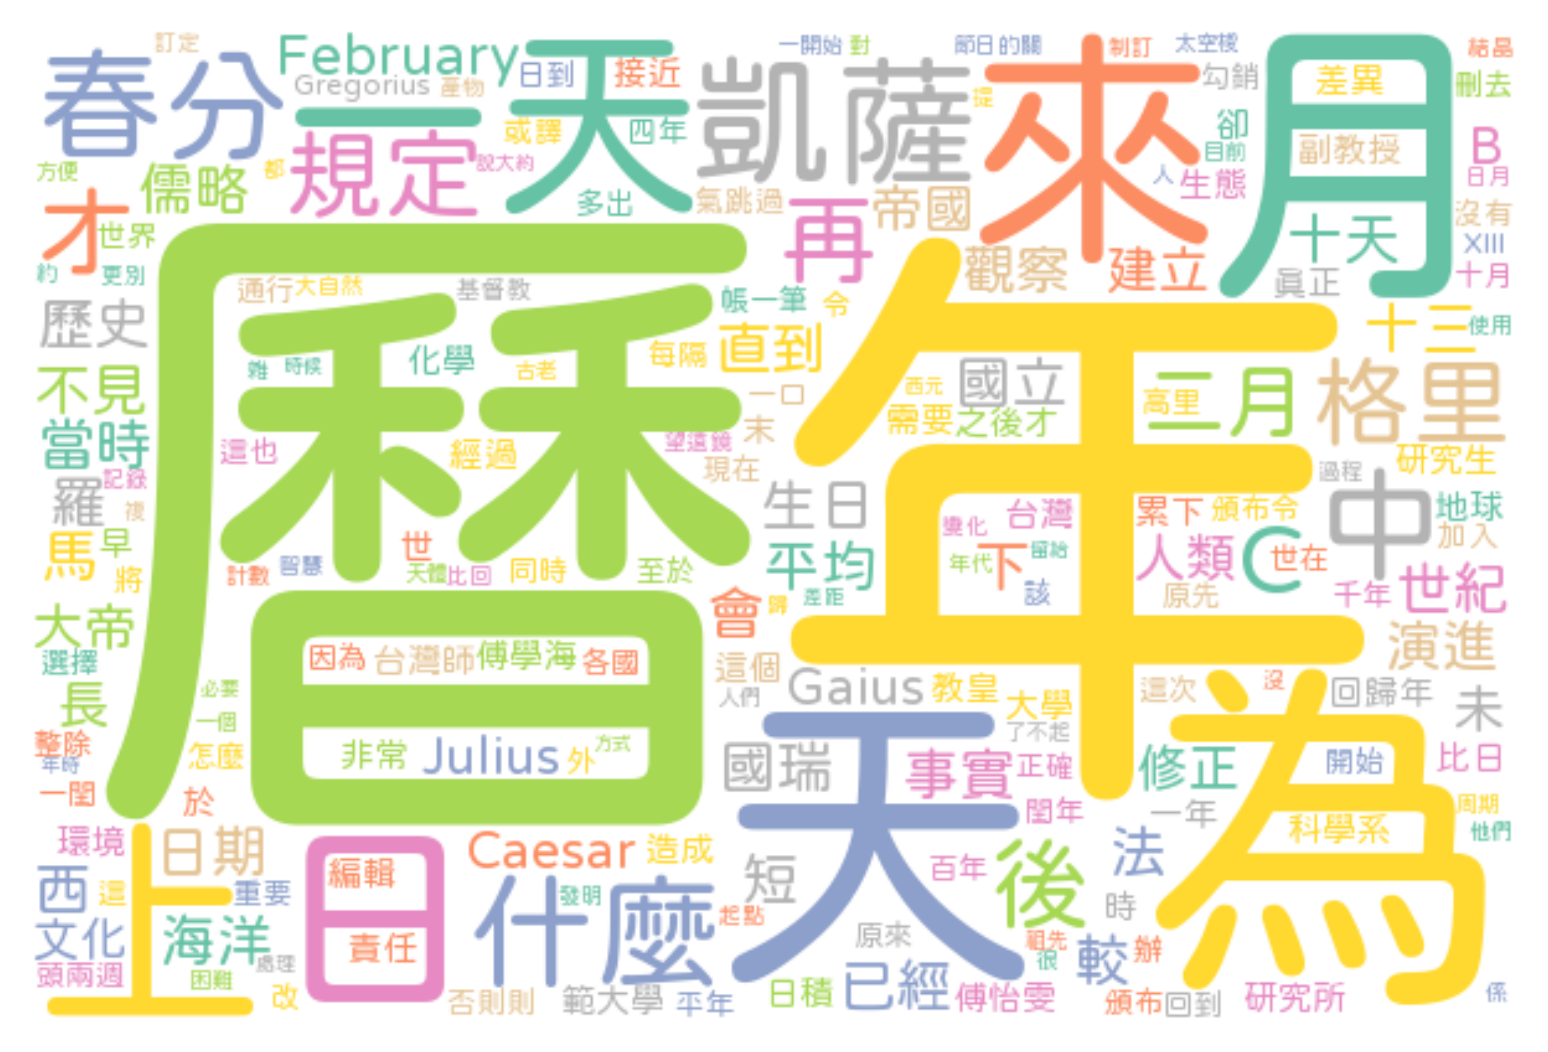 訂定
February
一開始
對
節日的關
制訂
太空梭
結晶
春分
Gregorius
產物
一
天
日到
接近
凱薩
提
來
勾銷
月
差異
刪去
或譯
四年
卻
目前
副教授
B
方便
儒略
都
規定
說大約
多出
氣跳過
帝國
人
生態
日月
才
世界
再
十天
沒有
XIII
約
更別
觀察
建立
真正
十月
曆
通行
大自然
基督教
帳一筆
令
年
歷史
直到
十三
使用
雜
時候
化學
古老
每隔
不見
一口
西元
國立
高里
二月
格里
需要
之後才
當時
這也
經過
望遠鏡
末
現在
研究生
記錄
過程
羅
複
生日
變化
台灣
累下
頒布令
中
地球
加入
馬
早
世
平均
年代
下
留給
人類
C
世在
將
計數
智慧
天體
比回
同時
至於
差距
該
原先
千年
世紀
大帝
會
歸
選擇
因為
台灣師
傅學海
各國
這個
演進
長
必要
人們
Gaius
教皇
大學
這次
沒
回歸年
未
一個
整除
年時
怎麼
非常
Julius
外
方式
國瑞
天
了不起
事實
正確
修正
為
開始
比日
一閏
於
閏年
一年
周期
環境
上
日期
日
Caesar
造成
科學系
他們
西
這
重要
編輯
什麼
發明
短
百年
後
法
起點
時
文化
海洋
責任
原來
祖先
很
較
辦
頭兩週
處理
困難
改
否則則
範大學
平年
日積
已經
傅怡雯
頒布
回到
研究所
係